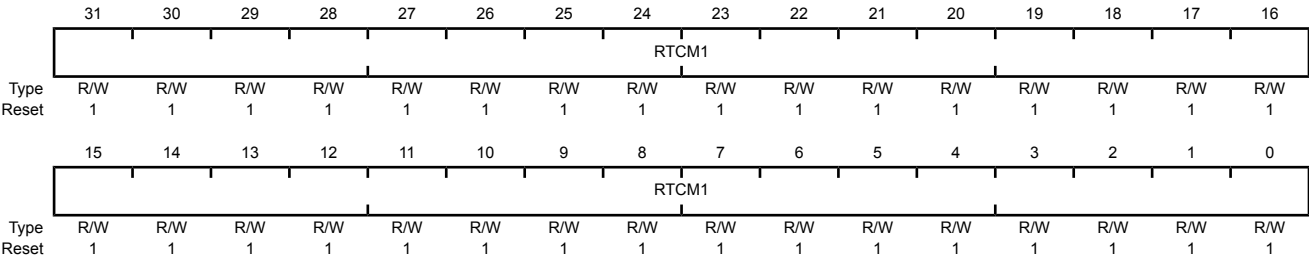 31 30 29 28 27 26 25 24 23 22 21 20 19 18 17 16
RTCM1
Type R/W R/W R/W R/W R/W R/W R/W R/W R/W R/W R/W R/W R/W R/W R/W R/W
Reset 1 1 1 1 1 1 1 1 1 1 1 1 1 1 1 1
15 14 13 12 11 10 9 8 7 6 5 4 3 2 1 0
RTCM1
Type R/W R/W R/W R/W R/W R/W R/W R/W R/W R/W R/W R/W R/W R/W R/W R/W
Reset 1 1 1 1 1 1 1 1 1 1 1 1 1 1 1 1